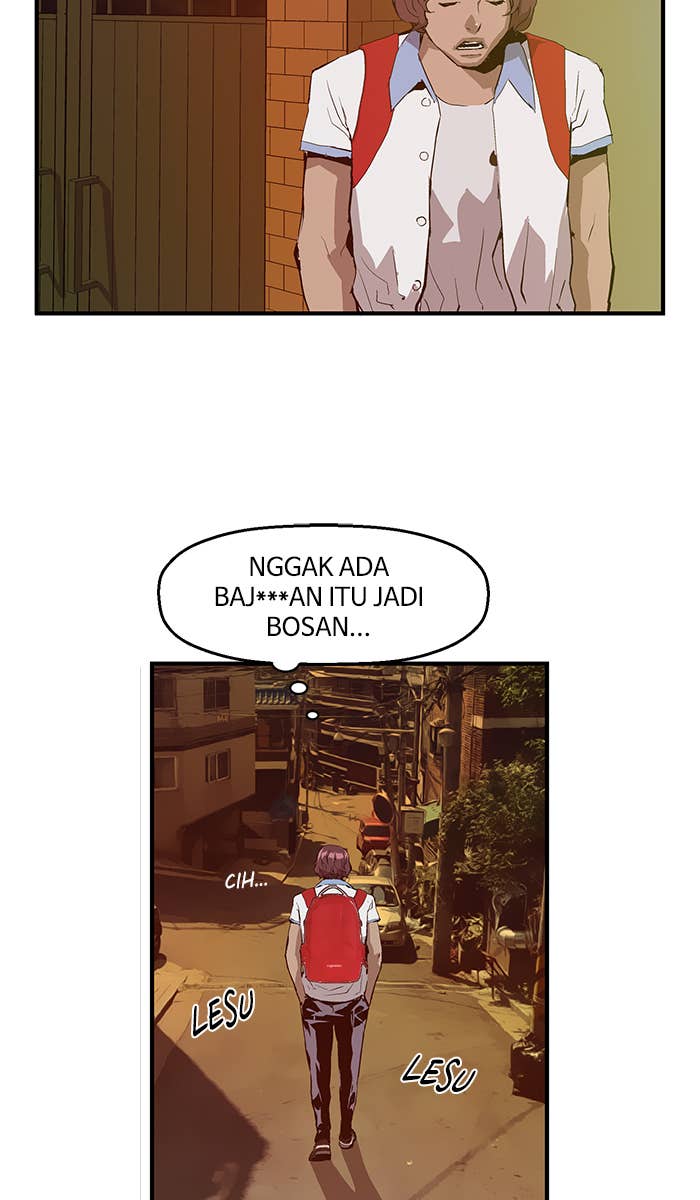 NGGAK ADA
BAJ***AN ITU JADI
BOSAN...
CIH...
LESU
LESU